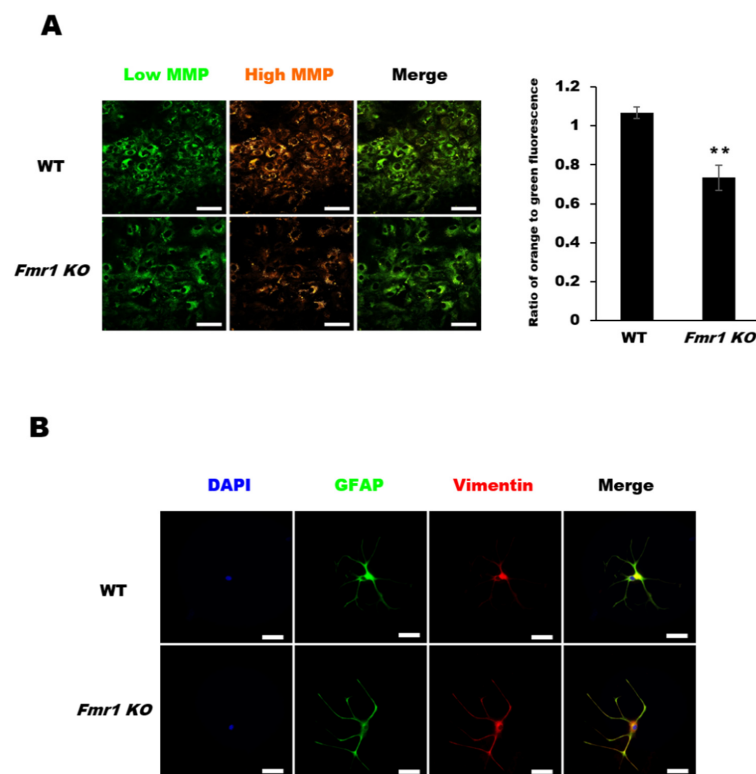 A
Low MMP High MMP Merge
WT
Fmr1 KO
Ratio of orange to green fluorescence
1.2
1
0.8
0.6
0.4
0.2
0
**
WT Fmr1 KO
B
DAPI GFAP Vimentin Merge
WT
Fmr1 KO